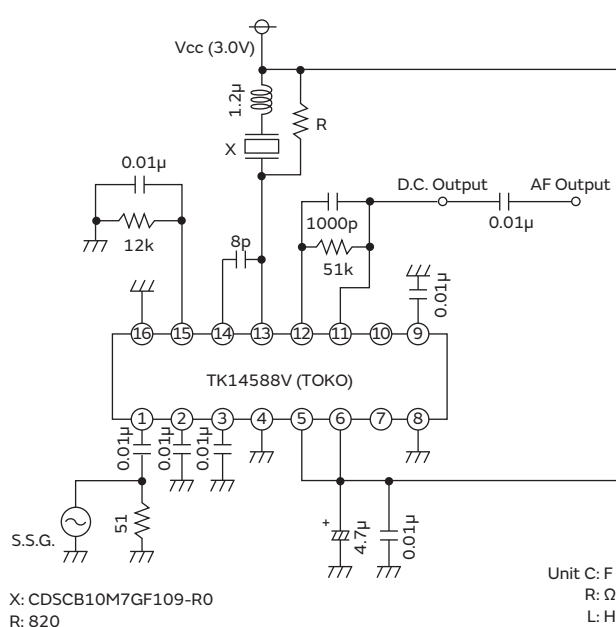 Vcc (3.0V)
1.2μ
R
X
0.01μ
12k
8p
1000p
51k
D.C. Output
0.01μ
AF Output
0.01μ
16 15 14 13 12 11 10 9
TK14588V (TOKO)
1 2 3 4 5 6 7 8
0.01μ
0.01μ
0.01μ
S.S.G.
51
+
4.7μ
0.01μ
X: CDSCB10M7GF109-R0
R: 820
Unit C: F
R: Ω
L: H